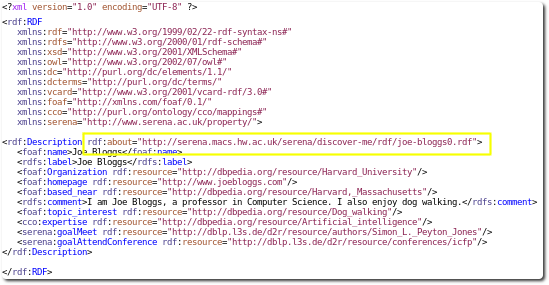 <?xml version="1.0" encoding="UTF-8" ?>
<rdf:RDF
xmlns:rdf="http://www.w3.org/1999/02/22-rdf-syntax-ns#"
xmlns:rdfs="http://www.w3.org/2000/01/rdf-schema#"
xmlns:xsd="http://www.w3.org/2001/XMLSchema#"
xmlns:owl="http://www.w3.org/2002/07/owl#"
xmlns:dc="http://purl.org/dc/elements/1.1/"
xmlns:dcterms="http://purl.org/dc/terms/"
xmlns:vcard="http://www.w3.org/2001/vcard-rdf/3.0#"
xmlns:foaf="http://xmlns.com/foaf/0.1/"
xmlns:cco="http://purl.org/ontology/cco/mappings#"
xmlns:serena="http://www.serena.ac.uk/property/">
<rdf:Description rdf:about="http://serena.macs.hw.ac.uk/serena/discover-me/rdf/joe-bloggs0.rdf">
<foaf:name>Joe Bloggs</foaf:name>
<rdfs:label>Joe Bloggs</rdfs:label>
<foaf:Organization rdf:resource="http://dbpedia.org/resource/Harvard_University"/>
<foaf:homepage rdf:resource="http://www.joebloggs.com"/>
<foaf:based_near rdf:resource="http://dbpedia.org/resource/Harvard,_Massachusetts"/>
<rdfs:comment>I am Joe Bloggs, a professor in Computer Science. I also enjoy dog walking.</rdfs:comment>
<foaf:topic_interest rdf:resource="http://dbpedia.org/resource/Dog_walking"/>
<cco:expertise rdf:resource="http://dbpedia.org/resource/Artificial_intelligence"/>
<serena:goalMeet rdf:resource="http://dblp.l3s.de/d2r/resource/authors/Simon_L._Peyton_Jones"/>
<serena:goalAttendConference rdf:resource="http://dblp.l3s.de/d2r/resource/conferences/icfp"/>
</rdf:Description>
</rdf:RDF>